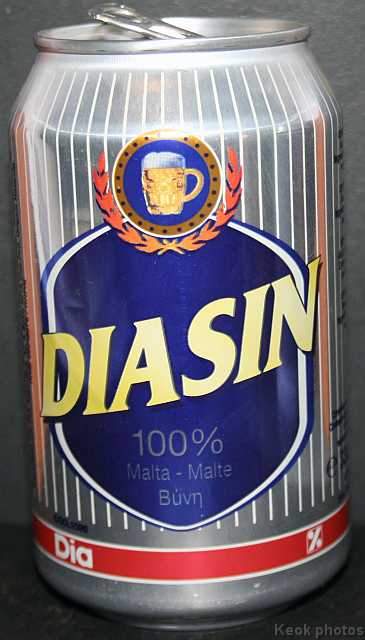 DIASIN
100%
Malta - Malte
Βύνη
Dia %
Keok photos